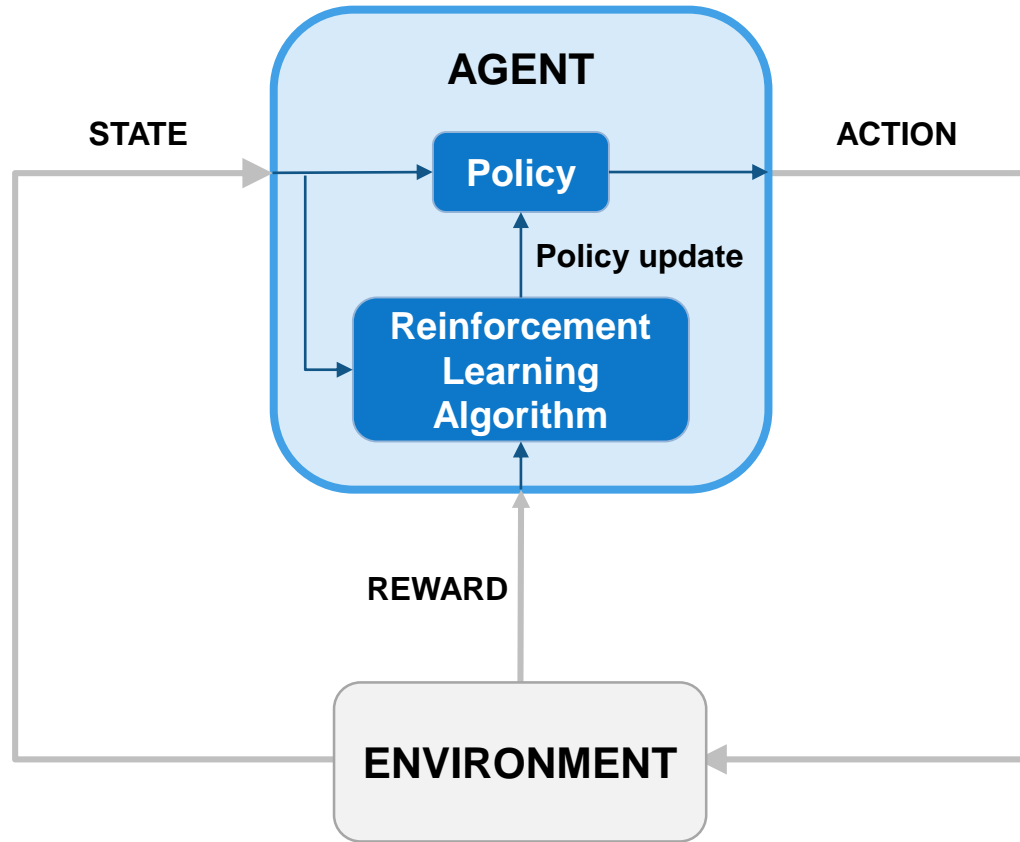 AGENT
STATE
ACTION
Policy
Policy update
Reinforcement
Learning
Algorithm
REWARD
ENVIRONMENT